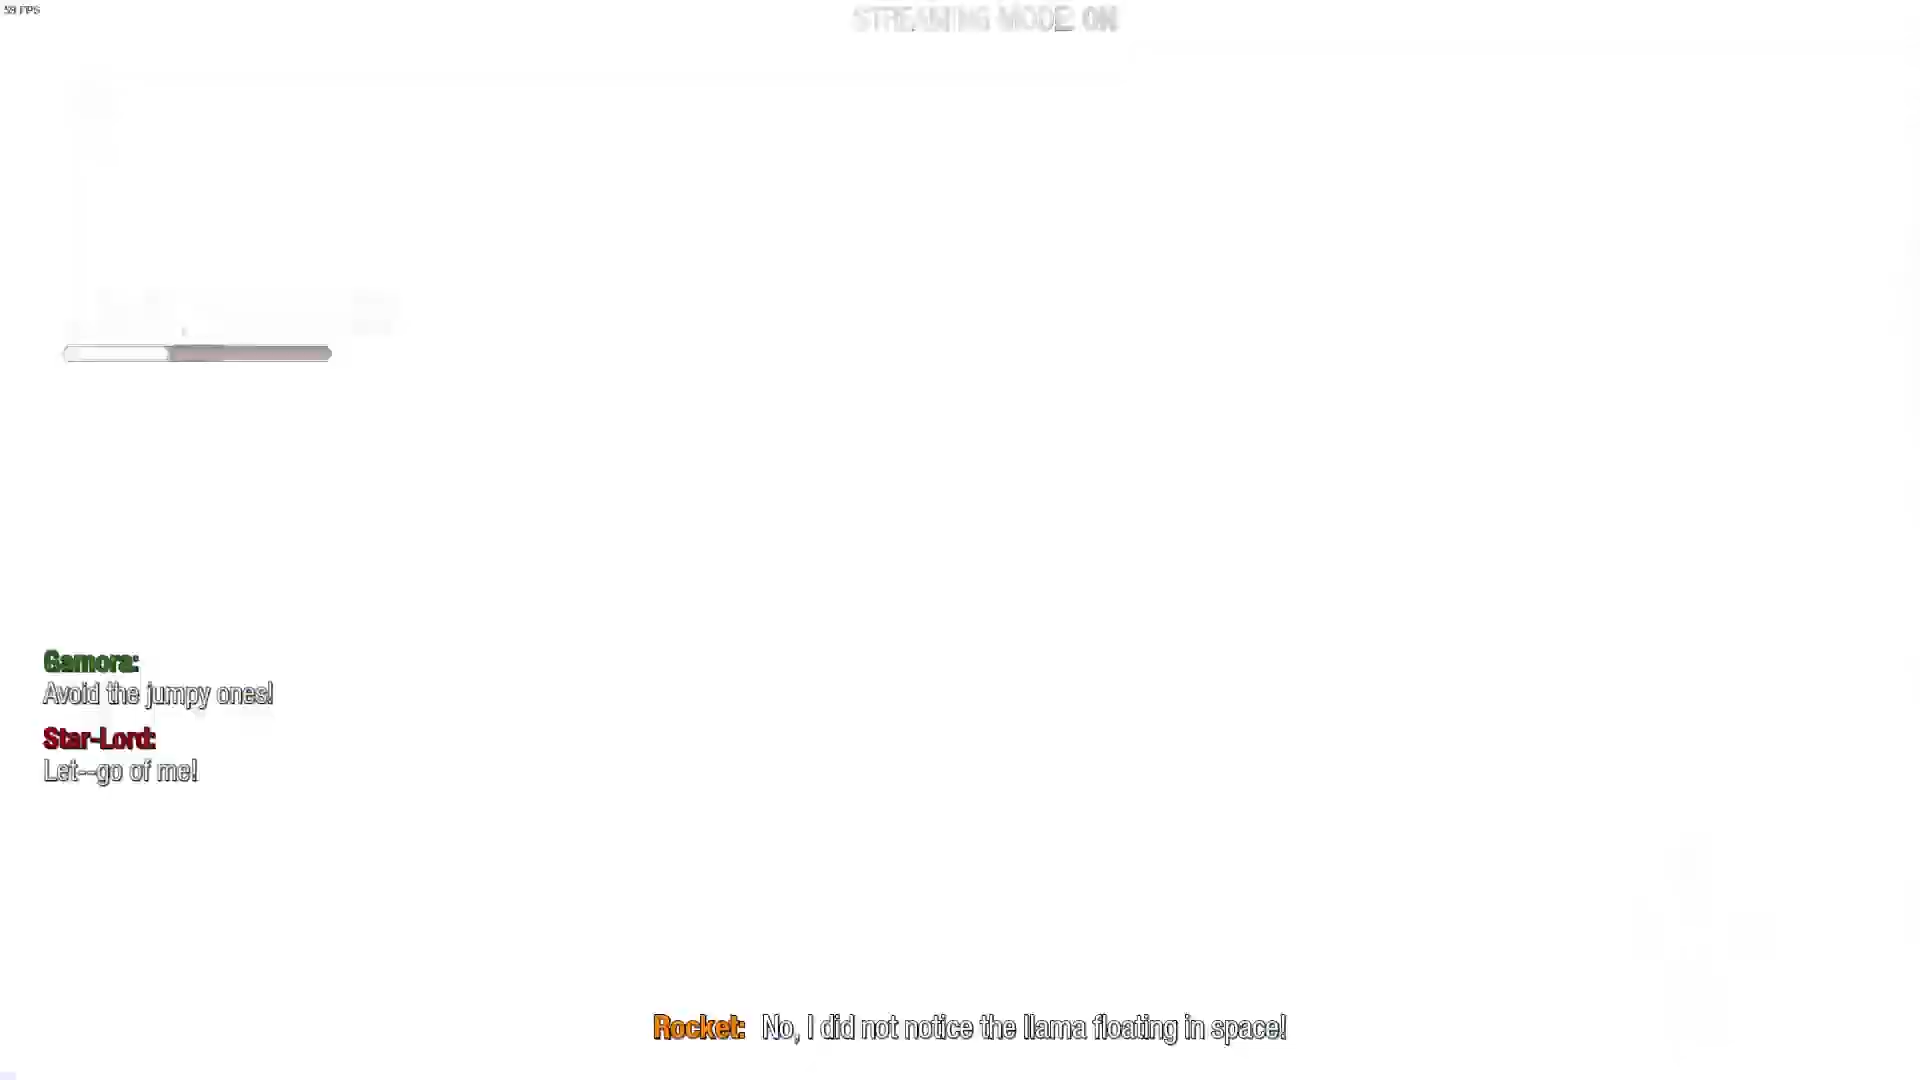 59 FPS
STREAMING MODE ON
Gamora:
Avoid the jumpy ones!
Star-Lord:
Let--go of me!
Rocket: No, I did not notice the llama floating in space!